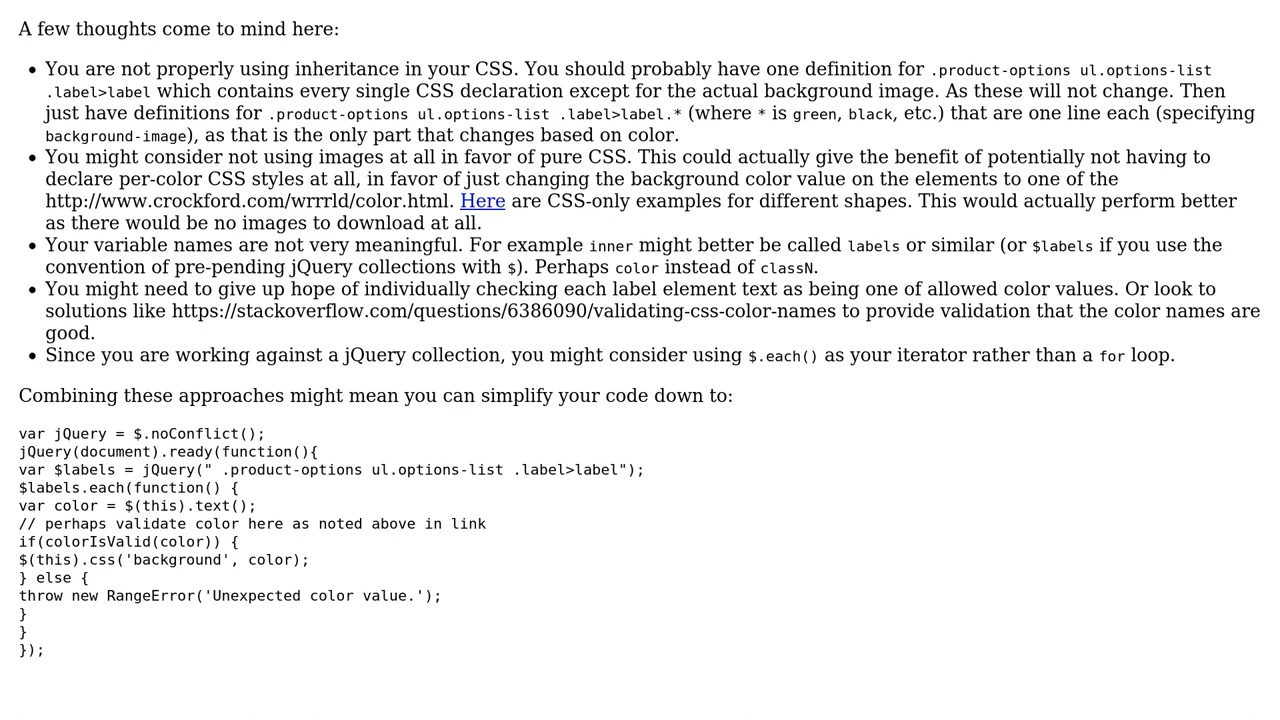 A few thoughts come to mind here:
• You are not properly using inheritance in your CSS. You should probably have one definition for .product-options ul.options-list
.label>label which contains every single CSS declaration except for the actual background image. As these will not change. Then
just have definitions for .product-options ul.options-list .label>label.* (where * is green, black, etc.) that are one line each (specifying
background-image), as that is the only part that changes based on color.
• You might consider not using images at all in favor of pure CSS. This could actually give the benefit of potentially not having to
declare per-color CSS styles at all, in favor of just changing the background color value on the elements to one of the
http://www.crockford.com/wrrrld/color.html. Here are CSS-only examples for different shapes. This would actually perform better
as there would be no images to download at all.
• Your variable names are not very meaningful. For example inner might better be called labels or similar (or $labels if you use the
convention of pre-pending jQuery collections with $). Perhaps color instead of classN.
• You might need to give up hope of individually checking each label element text as being one of allowed color values. Or look to
solutions like https://stackoverflow.com/questions/6386090/validating-css-color-names to provide validation that the color names are
good.
• Since you are working against a jQuery collection, you might consider using $.each() as your iterator rather than a for loop.
Combining these approaches might mean you can simplify your code down to:
var jQuery = $.noConflict();
jQuery(document).ready(function(){
var $labels = jQuery(" .product-options ul.options-list .label>label");
$labels.each(function() {
var color = $(this).text();
// perhaps validate color here as noted above in link
if(colorIsValid(color)) {
$(this).css('background', color);
} else {
throw new RangeError('Unexpected color value.');
}
}
});